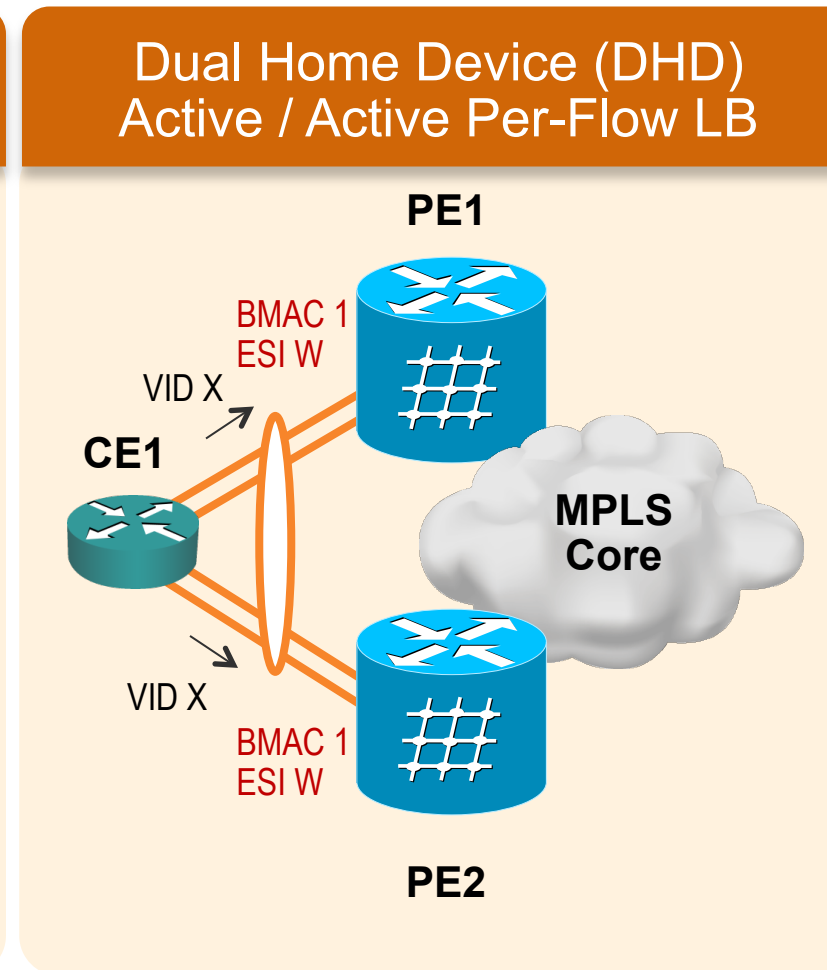 Dual Home Device (DHD)
Active / Active Per-Flow LB
PE1
BMAC 1
ESI W
VID X
CE1
MPLS
Core
VID X
BMAC 1
ESI W
PE2